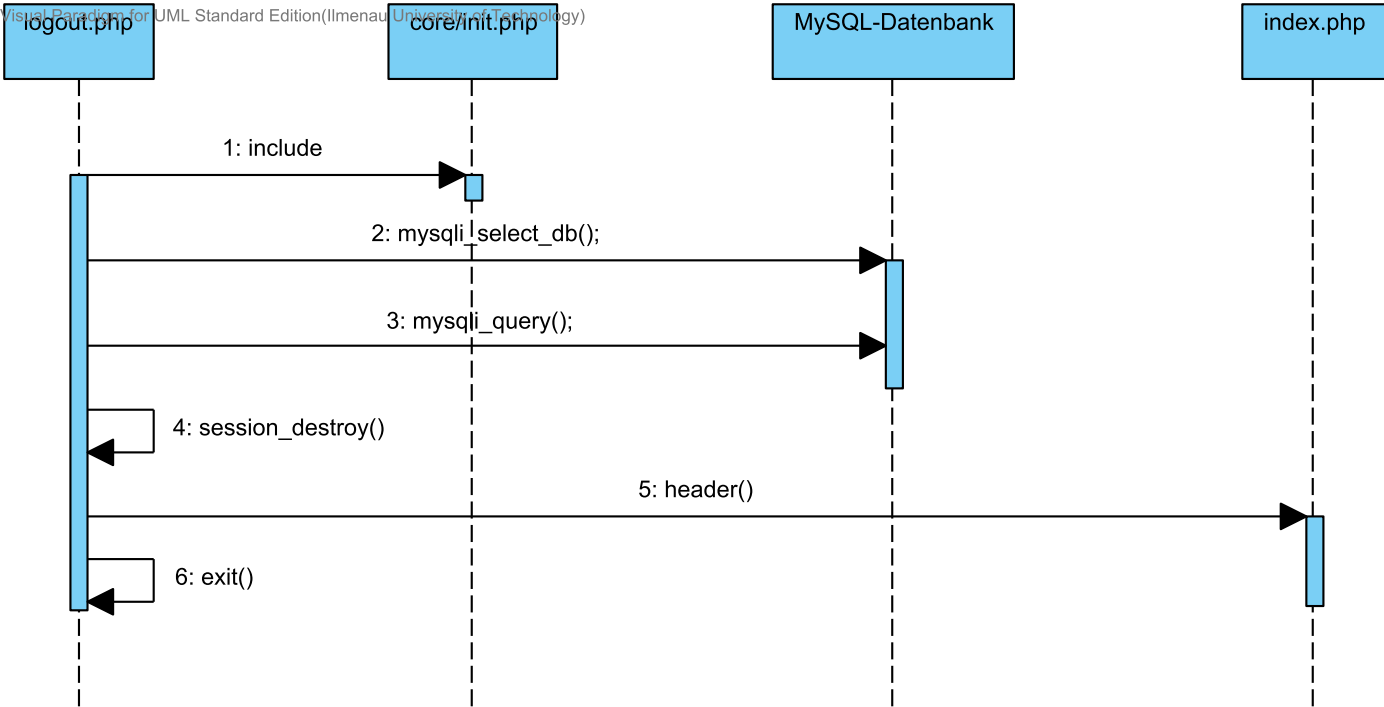 Visual Paradigm for UML Standard Edition(Ilmenau University of Technology)
logout.php
core/init.php
MySQL-Datenbank
index.php
1: include
2: mysqli_select_db();
3: mysqli_query();
4: session_destroy()
5: header()
6: exit()